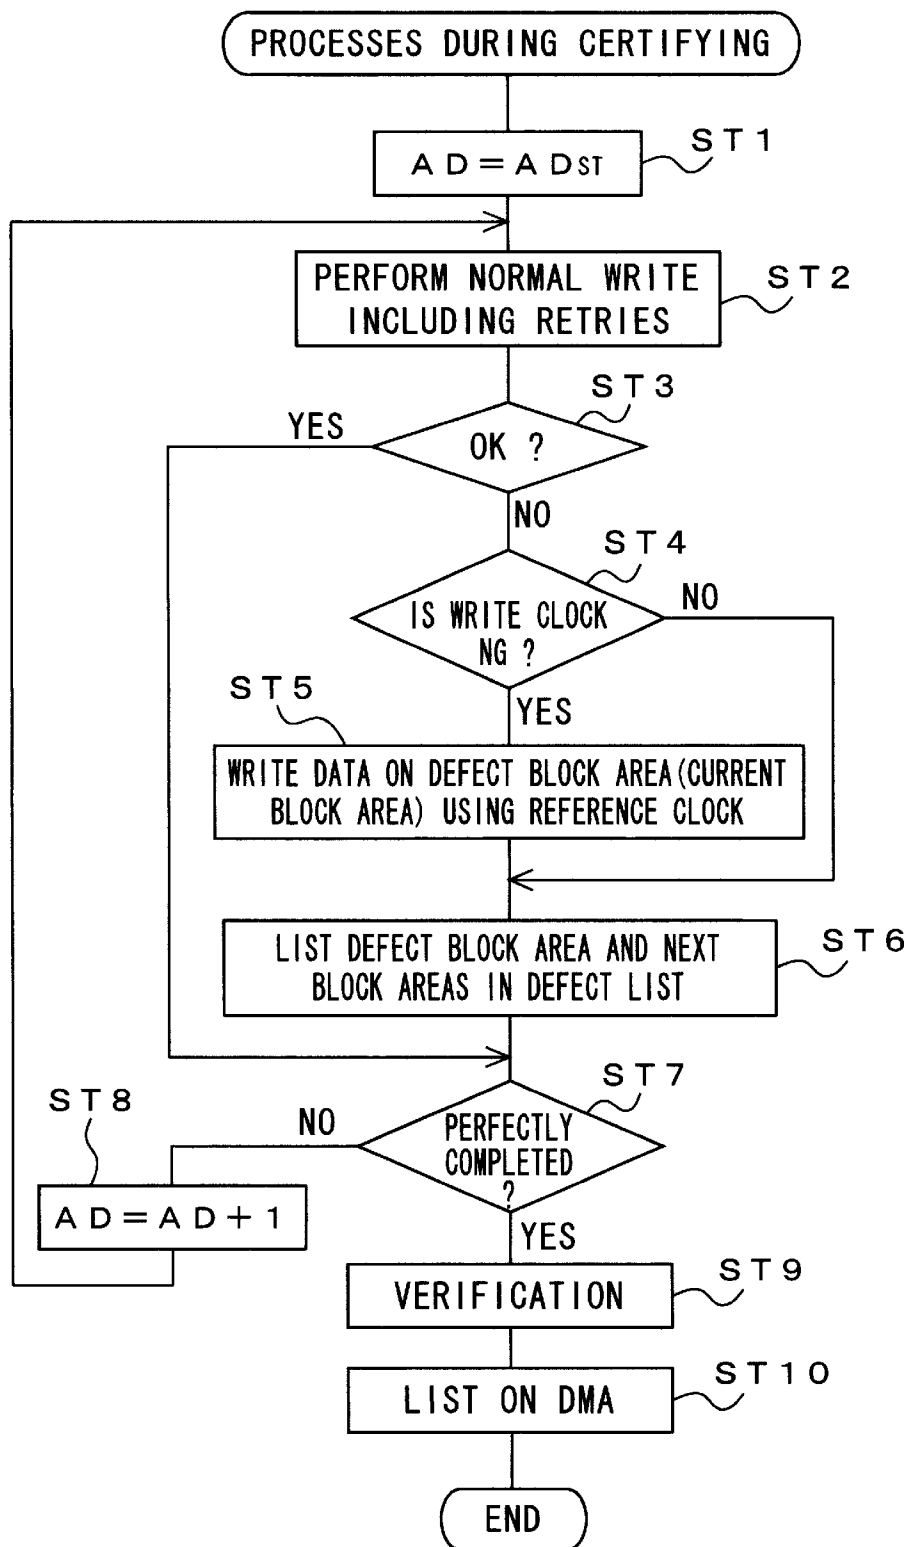 PROCESSES DURING CERTIFYING
ST1
AD=ADST
PERFORM NORMAL WRITE
INCLUDING RETRIES
ST2
ST3
YES
OK ?
NO
ST4
IS WRITE CLOCK
NG ?
NO
ST5
YES
WRITE DATA ON DEFECT BLOCK AREA(CURRENT
BLOCK AREA) USING REFERENCE CLOCK
LIST DEFECT BLOCK AREA AND NEXT
BLOCK AREAS IN DEFECT LIST
ST6
ST7
ST8
NO
PERFECTLY
COMPLETED
?
AD=AD+1
YES
VERIFICATION
ST9
ST10
LIST ON DMA
END